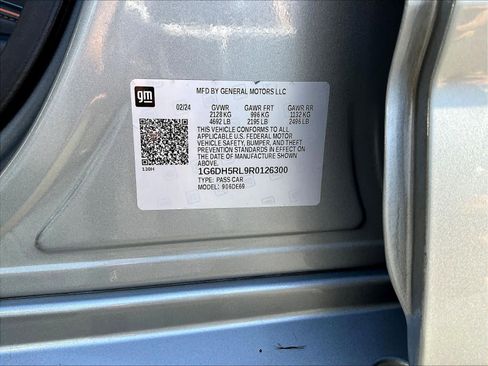 gm
MFD BY GENERAL MOTORS LLC
02/24 GVWR GAWR FRT GAWR RR
2128 KG 996 KG 1132 KG
4692 LB 2195 LB 2496 LB
THIS VEHICLE CONFORMS TO ALL
APPLICABLE U.S. FEDERAL MOTOR
VEHICLE SAFETY, BUMPER, AND THEFT
PREVENTION STANDARDS IN EFFECT ON
THE DATE OF MANUFACTURE SHOWN
ABOVE.
1G6DH5RL9R0126300
TYPE: PASS CAR
MODEL: 906DE69